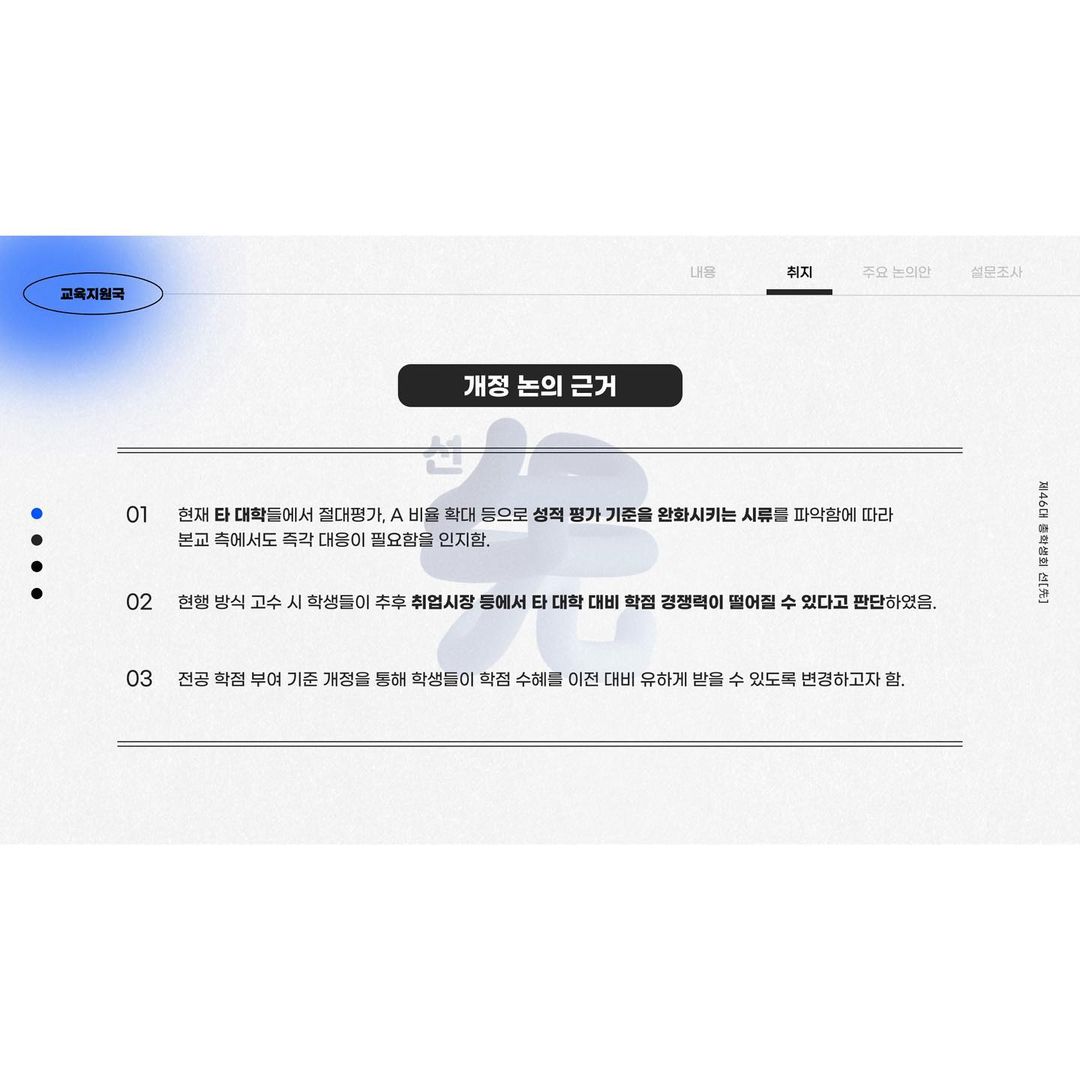 교육지원국
내용
취지
주요 논의안
설문조사
개정 논의 근거
선
先
01 현재 타 대학들에서 절대평가, A 비율 확대 등으로 성적 평가 기준을 완화시키는 시류를 파악함에 따라
본교 측에서도 즉각 대응이 필요함을 인지함.
02 현행 방식 고수 시 학생들이 추후 취업시장 등에서 타 대학 대비 학점 경쟁력이 떨어질 수 있다고 판단하였음.
03 전공 학점 부여 기준 개정을 통해 학생들이 학점 수혜를 이전 대비 유하게 받을 수 있도록 변경하고자 함.
제46대 총학생회 선[先]